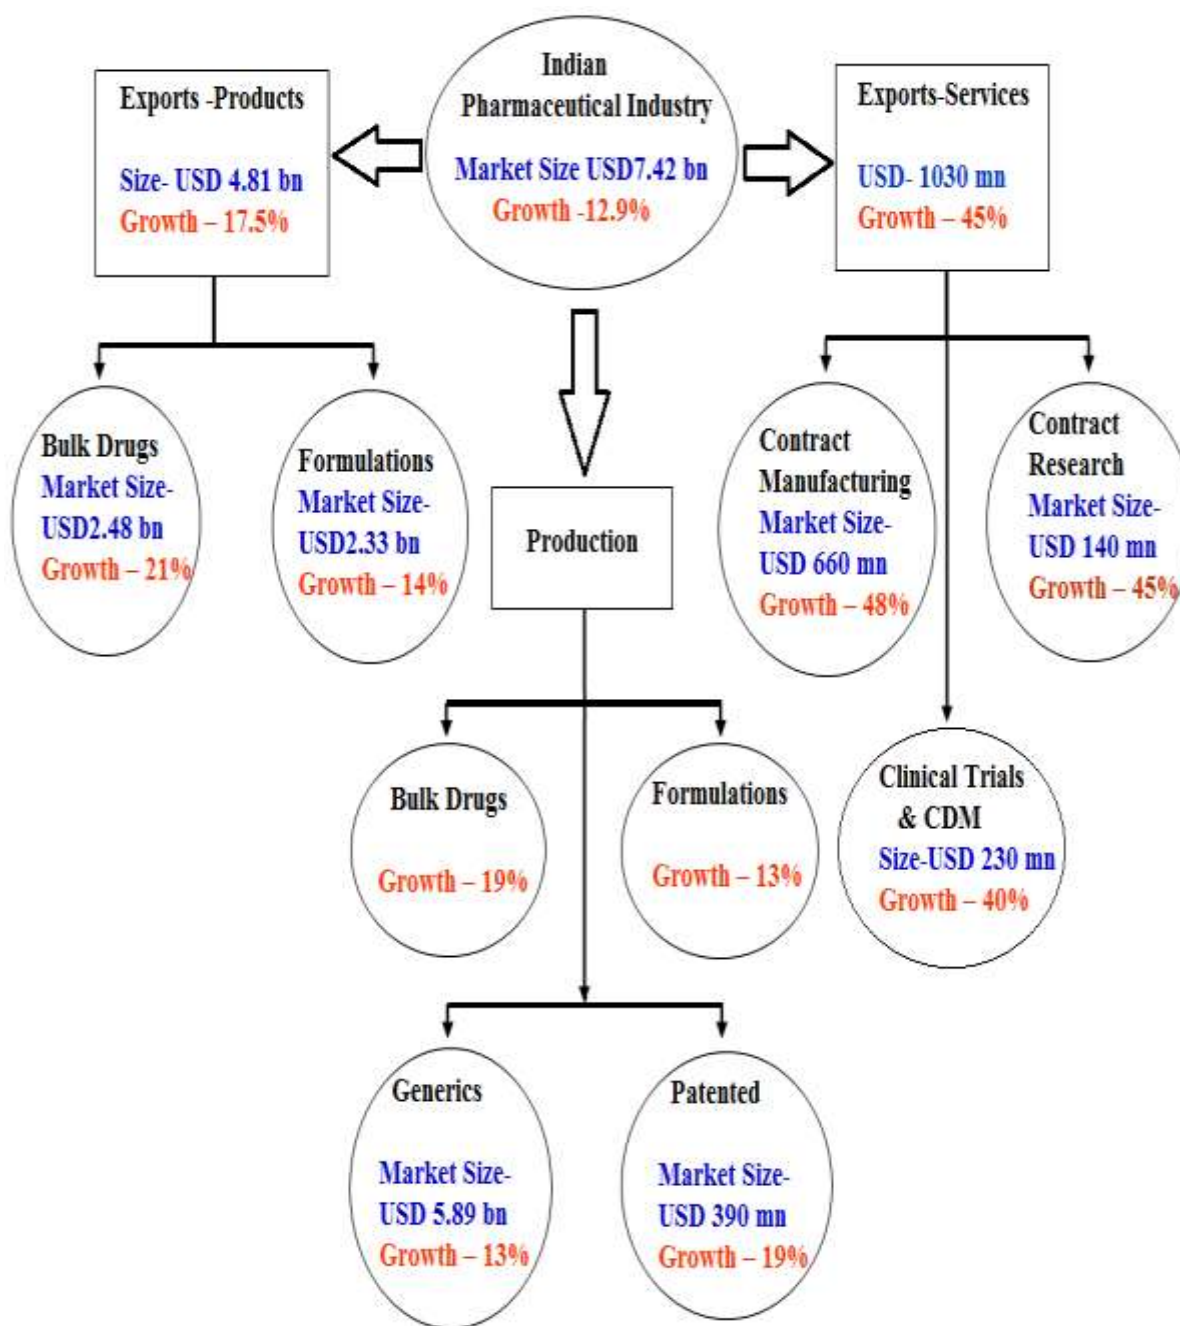 Indian
Pharmaceutical Industry
Market Size USD7.42 bn
Growth -12.9%
Exports -Products
Size- USD 4.81 bn
Growth – 17.5%
Exports-Services
USD- 1030 mn
Growth – 45%
Bulk Drugs
Market Size-
USD2.48 bn
Growth – 21%
Formulations
Market Size-
USD2.33 bn
Growth – 14%
Production
Contract
Manufacturing
Market Size-
USD 660 mn
Growth – 48%
Contract
Research
Market Size-
USD 140 mn
Growth – 45%
Bulk Drugs
Growth – 19%
Formulations
Growth – 13%
Clinical Trials
& CDM
Size-USD 230 mn
Growth – 40%
Generics
Market Size-
USD 5.89 bn
Growth – 13%
Patented
Market Size-
USD 390 mn
Growth – 19%